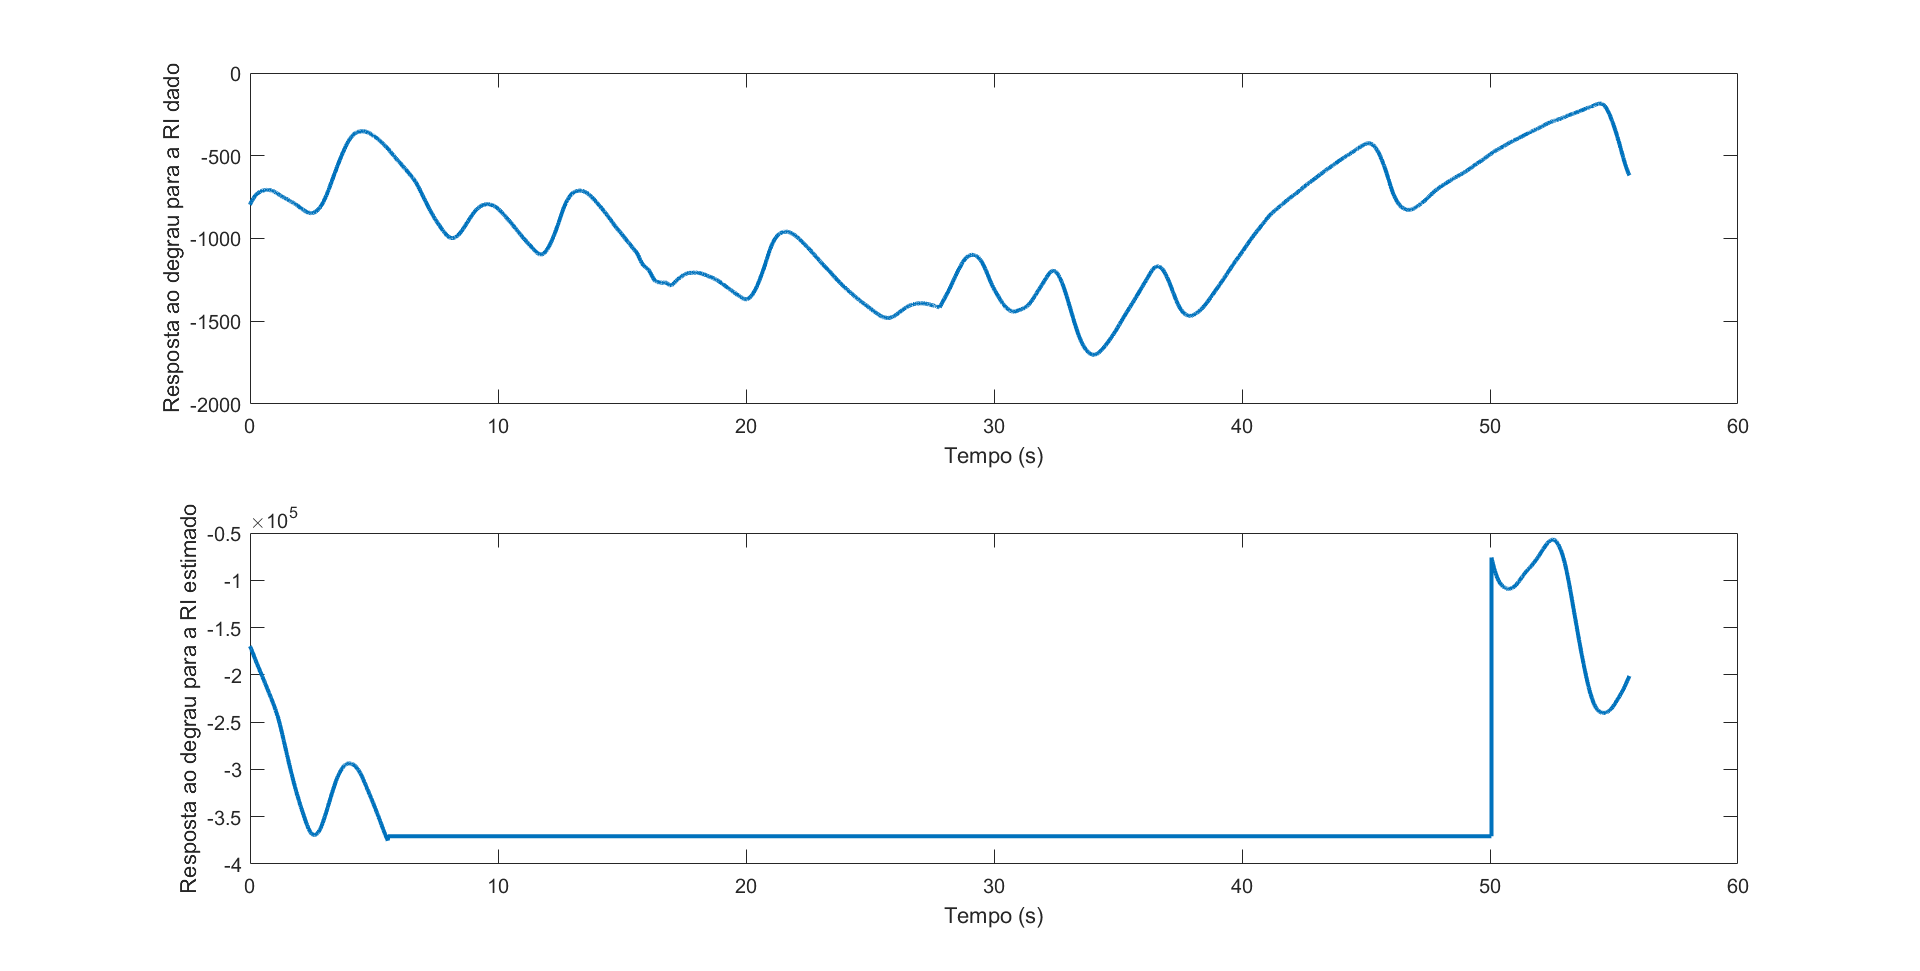 Resposta ao degrau para a RI dado
0
-500
-1000
-1500
-2000
0 10 20 30 40 50 60
Tempo (s)
Resposta ao degrau para a RI estimado
×10⁵
-0.5
-1
-1.5
-2
-2.5
-3
-3.5
-4
0 10 20 30 40 50 60
Tempo (s)